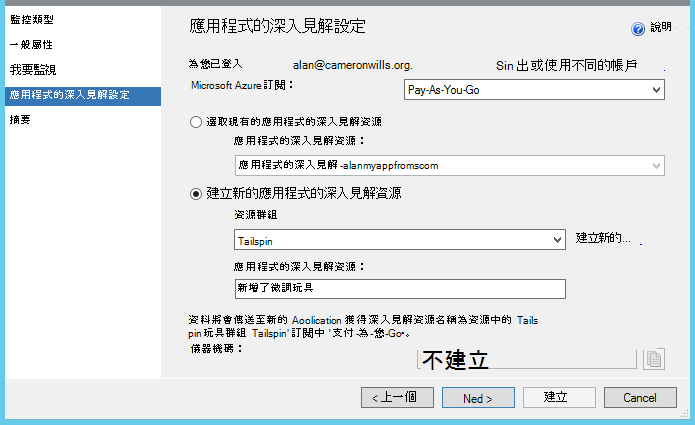 監控類型
一般屬性
我要監視
應用程式的深入見解設定
摘要
應用程式的深入見解設定
說明
為您已登入 alan@cameronwills.org. Sin 出或使用不同的帳戶
Microsoft Azure 訂閱：
Pay-As-You-Go
選取現有的應用程式的深入見解資源
應用程式的深入見解資源：
應用程式的深入見解 -alanmyappfromscom
建立新的應用程式的深入見解資源
資源群組
Tailspin
建立新的...
應用程式的深入見解資源：
新增了微調玩具
資料將會傳送至新的 Aoolication 獲得深入見解資源名稱為資源中的 Tails
pin 玩具群組 Tailspin' 訂閱中 '支付-為-您-Go'。
儀器機碼：
不建立
< 上一個
Ned >
建立
Cancel